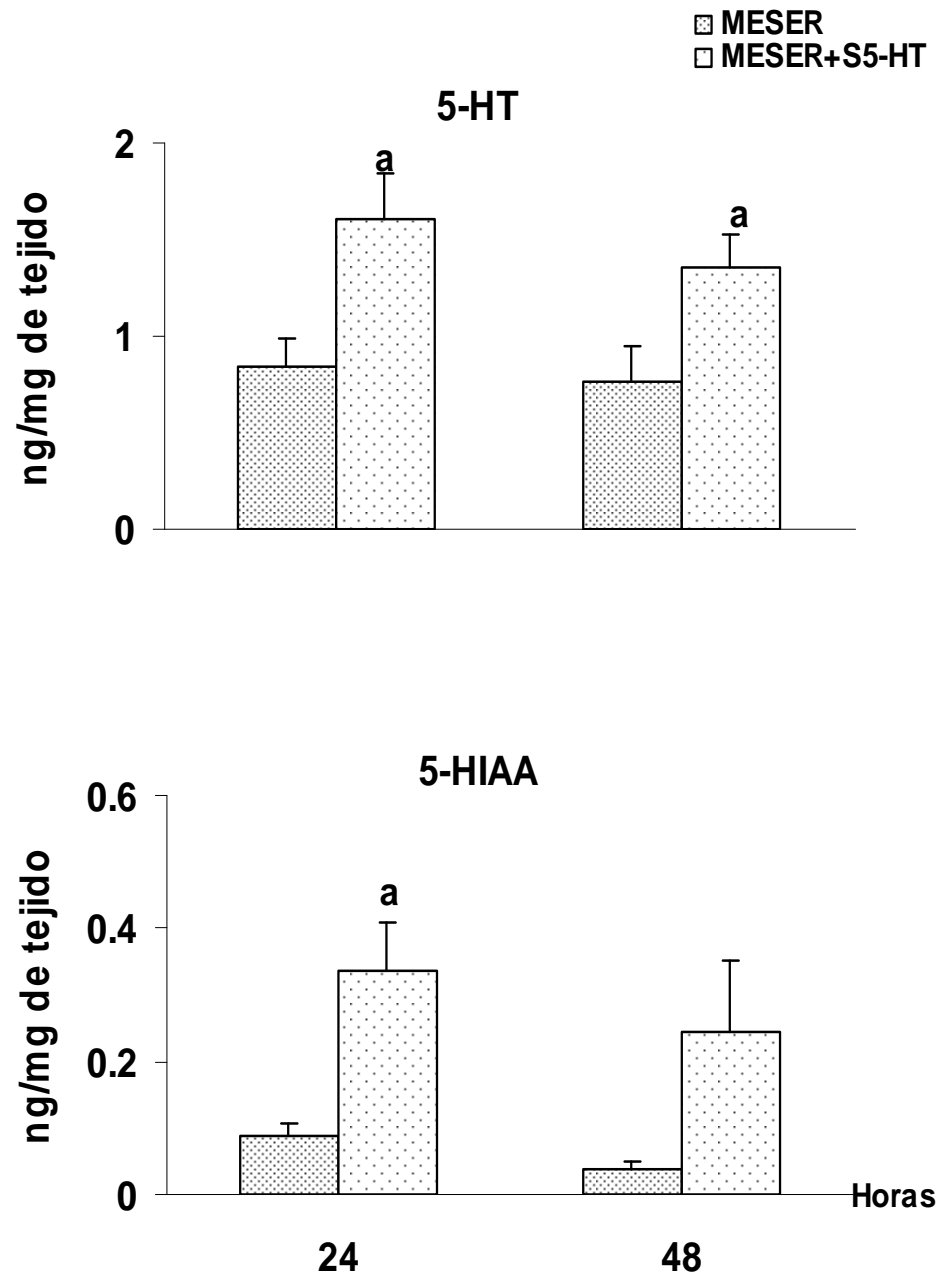 MESER
MESER+S5-HT
5-HT
ng/mg de tejido
2
1
0
a
a
5-HIAA
ng/mg de tejido
0.6
0.4
0.2
0
a
Horas
24 48